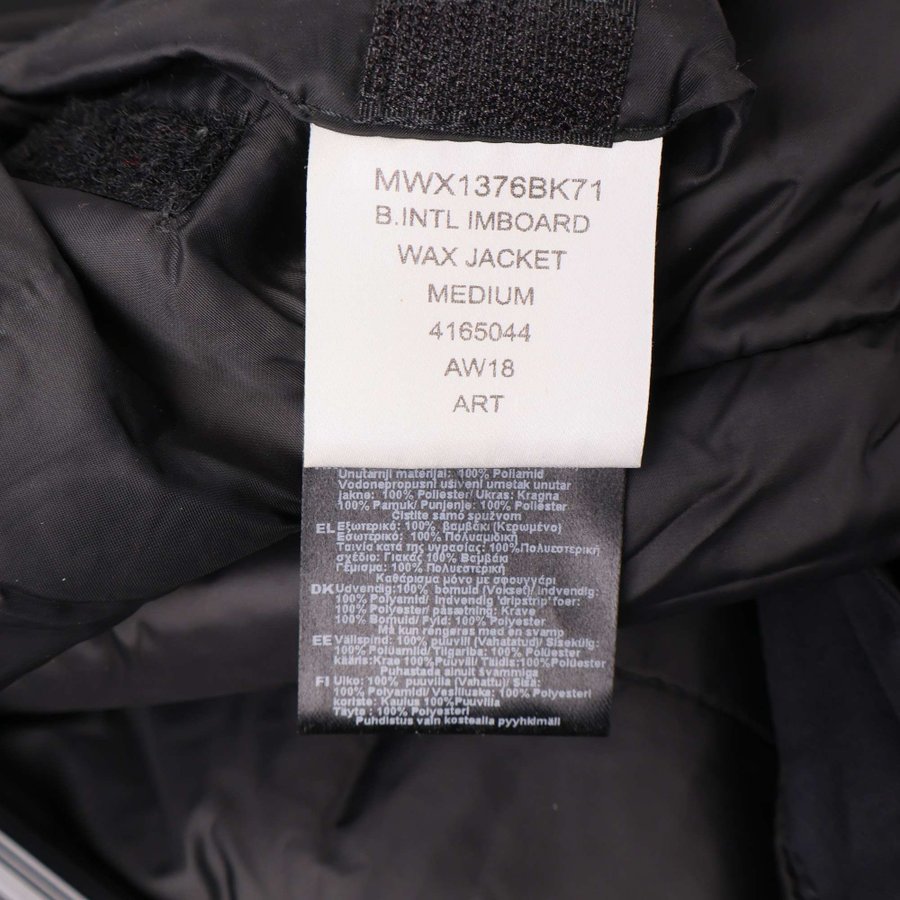 MWX1376BK71
B.INTL IMBOARD
WAX JACKET
MEDIUM
4165044
AW18
ART
Unutarnji materijal: 100% Poliamid
Vodonepropusni ušiveni umetak unutar
jakne: 100% Poliester/ Ukras: Kragna
100% Pamuk/ Punjenje: 100% Poliester
Čistite samo spužvom
EL Εξωτερικό: 100% βαμβάκι (Κερωμένο)
Εσωτερικό: 100% Πολυαμιδική
Ταινία κατά της υγρασίας: 100%Πολυεστερική
σχέδιο: Γιακάς 100% Βαμβάκι
Γέμισμα: 100% Πολυεστερική
Καθάρισμα μόνο με σφουγγάρι
DK Udvendig:100% bomuld (Vokset)/ Indvendig:
100% Polyamid/ Indvendig 'dripstrip' foer:
100% Polyester/ påsætning: Krave
100% Bomuld/ Fyld: 100% Polyester
Må kun rengøres med en svamp
EE Välispind: 100% puuvill (Vahatatud)/ Sisekülg:
100% Polüamiid/ Tilgariba: 100% Polüester
kääris:Krae 100%Puuvill/ Täidis:100%Polüester
Puhastada ainult švammiga
FI Ulko: 100% puuvilla (Vahattu)/ Sisä:
100% Polyamidi/ Vesiliuska: 100% Polyesteri
koriste: Kaulus 100%Puuvilla
Täyte : 100% Polyesteri
Puhdistus vain kostealla pyyhkimäll